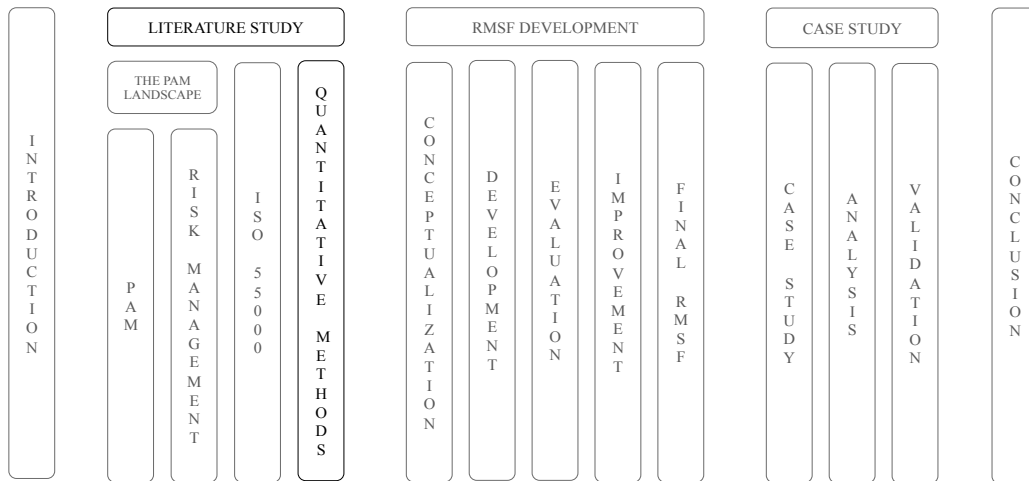 INTRODUCTION
LITERATURE STUDY
THE PAM
LANDSCAPE
PAM
RISK MANAGEMENT
ISO 55000
QUANTITATIVE METHODS
RMSF DEVELOPMENT
CONCEPTUALIZATION
DEVELOPMENT
EVALUATION
IMPROVEMENT
FINAL RMSF
CASE STUDY
CASE STUDY
ANALYSIS
VALIDATION
CONCLUSION